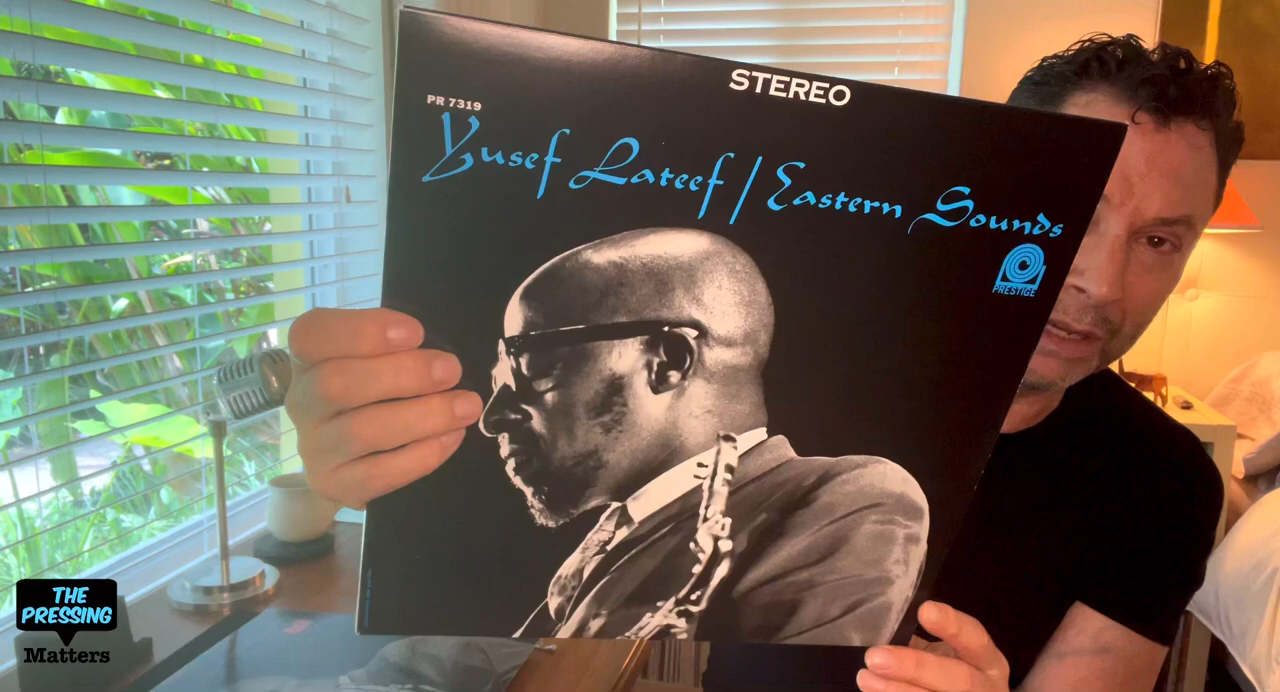 STEREO
PR 7319
Yusef Lateef / Eastern Sounds
PRESTIGE
THE
PRESSING
Matters